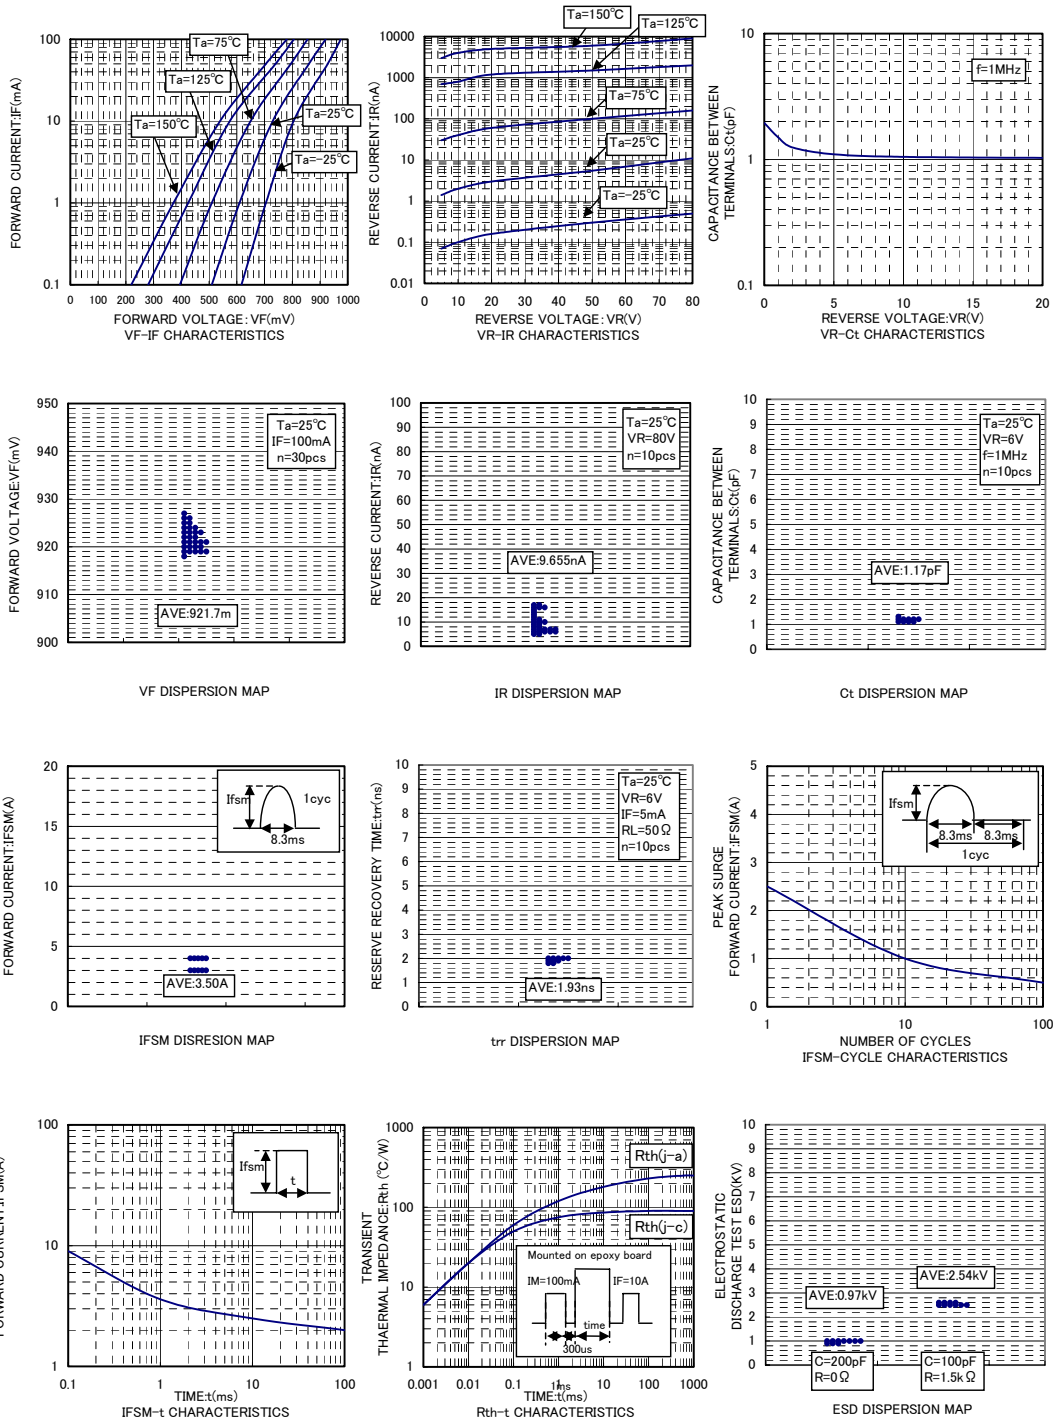 100
10
1
0.1
FORWARD CURRENT:IF(mA)
Ta=75℃
Ta=125℃
Ta=150℃
Ta=25℃
Ta=−25℃
0 100 200 300 400 500 600 700 800 900 1000
FORWARD VOLTAGE:VF(mV)
VF-IF CHARACTERISTICS
10000
1000
100
10
1
0.1
0.01
REVERSE CURRENT:IR(nA)
Ta=150℃
Ta=125℃
Ta=75℃
Ta=25℃
Ta=−25℃
0 10 20 30 40 50 60 70 80
REVERSE VOLTAGE:VR(V)
VR-IR CHARACTERISTICS
10
1
0.1
CAPACITANCE BETWEEN
TERMINALS:Ct(pF)
f=1MHz
0 5 10 15 20
REVERSE VOLTAGE:VR(V)
VR-Ct CHARACTERISTICS
950
940
930
920
910
900
FORWARD VOLTAGE:VF(mV)
Ta=25℃
IF=100mA
n=30pcs
AVE:921.7m
VF DISPERSION MAP
100
90
80
70
60
50
40
30
20
10
0
REVERSE CURRENT:IR(nA)
Ta=25℃
VR=80V
n=10pcs
AVE:9.655nA
IR DISPERSION MAP
10
9
8
7
6
5
4
3
2
1
0
CAPACITANCE BETWEEN
TERMINALS:Ct(pF)
Ta=25℃
VR=6V
f=1MHz
n=10pcs
AVE:1.17pF
Ct DISPERSION MAP
20
15
10
5
0
FORWARD CURRENT:IFSM(A)
Ifsm
1cyc
8.3ms
AVE:3.50A
IFSM DISRESION MAP
10
9
8
7
6
5
4
3
2
1
0
RESERVE RECOVERY TIME:trr(ns)
Ta=25℃
VR=6V
IF=5mA
RL=50Ω
n=10pcs
AVE:1.93ns
trr DISPERSION MAP
5
4
3
2
1
0
PEAK SURGE
FORWARD CURRENT:IFSM(A)
Ifsm
8.3ms 8.3ms
1cyc
1 10 100
NUMBER OF CYCLES
IFSM-CYCLE CHARACTERISTICS
100
10
1
FORWARD CURRENT:IFSM(A)
Ifsm
t
0.1 1 10 100
TIME:t(ms)
IFSM-t CHARACTERISTICS
1000
100
10
1
TRANSIENT
THAERMAL IMPEDANCE:Rth (℃/W)
Rth(j-a)
Rth(j-c)
Mounted on epoxy board
IM=100mA IF=10A
time
300us
1ms
0.001 0.01 0.1 1 10 100 1000
TIME:t(ms)
Rth-t CHARACTERISTICS
10
9
8
7
6
5
4
3
2
1
0
ELECTROSTATIC
DISCHARGE TEST ESD(KV)
AVE:2.54kV
AVE:0.97kV
C=200pF
R=0Ω
C=100pF
R=1.5kΩ
ESD DISPERSION MAP